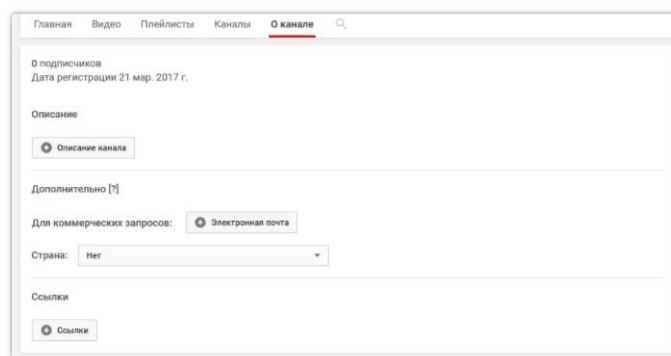 Главная Видео Плейлисты Каналы О канале
0 подписчиков
Дата регистрации 21 мар. 2017 г.
Описание
Описание канала
Дополнительно [?]
Для коммерческих запросов: Электронная почта
Страна: Нет
Ссылки
Ссылки